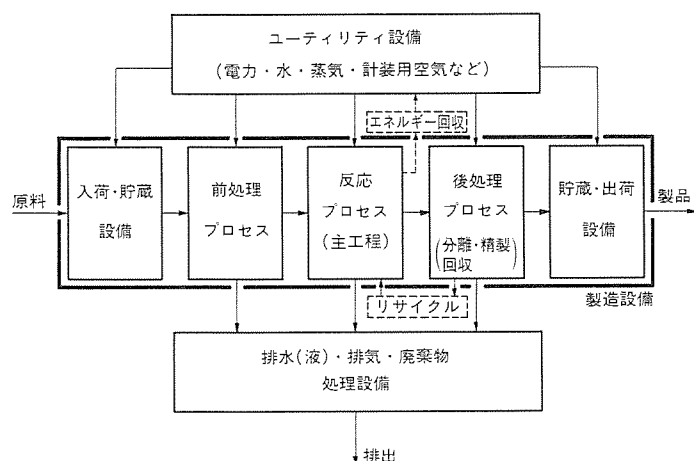 ユーティリティ設備
(電力・水・蒸気・計装用空気など)
エネルギー回収
原料
入荷・貯蔵
設備
前処理
プロセス
反応
プロセス
(主工程)
後処理
プロセス
(分離・精製
回収)
貯蔵・出荷
設備
製品
リサイクル
製造設備
排水(液)・排気・廃棄物
処理設備
排出